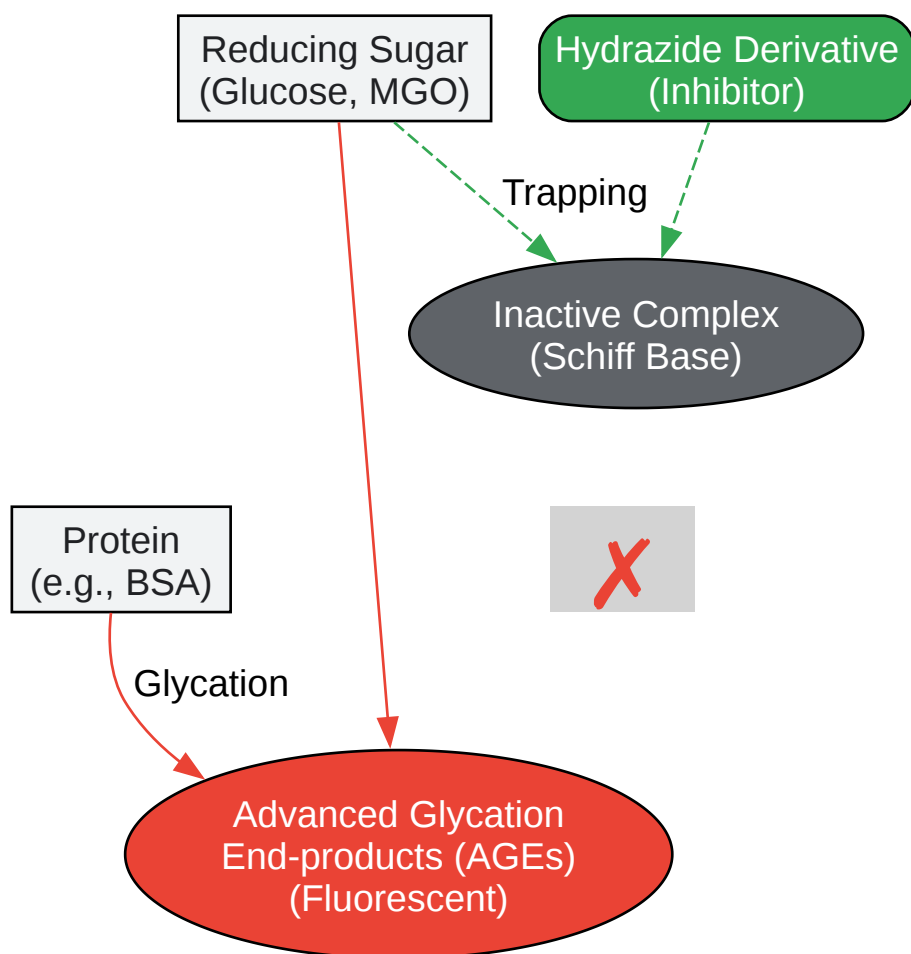 Reducing Sugar
(Glucose, MGO)
Hydrazide Derivative
(Inhibitor)
Trapping
Inactive Complex
(Schiff Base)
Protein
(e.g., BSA)
✗
Glycation
Advanced Glycation
End-products (AGEs)
(Fluorescent)